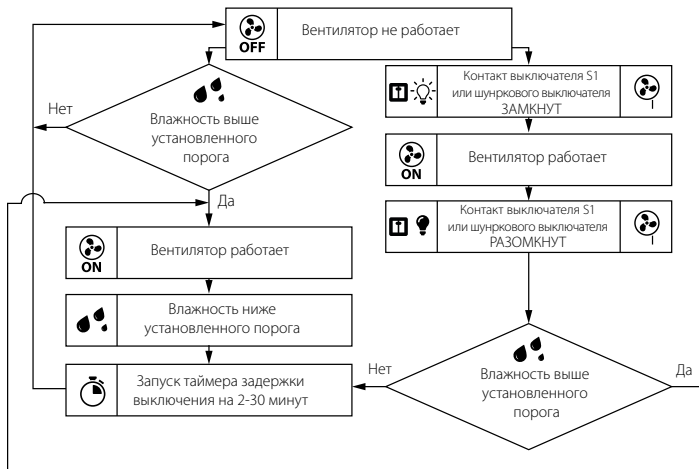 OFF
Вентилятор не работает
Влажность выше
установленного
порога
Нет
Да
ON
Вентилятор работает
Влажность ниже
установленного порога
Запуск таймера задержки
выключения на 2-30 минут
Контакт выключателя S1
или шнуркового выключателя
ЗАМКНУТ
ON
Вентилятор работает
Контакт выключателя S1
или шнуркового выключателя
РАЗОМКНУТ
Влажность выше
установленного
порога
Нет
Да